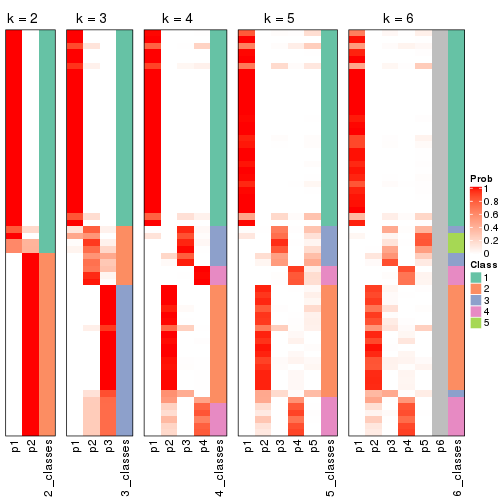 k = 2
k = 3
k = 4
k = 5
k = 6
Prob
1
0.8
0.6
0.4
0.2
0
Class
1
2
3
4
5
p1
p2
2_classes
p1
p2
p3
3_classes
p1
p2
p3
p4
4_classes
p1
p2
p3
p4
p5
5_classes
p1
p2
p3
p4
p5
p6
6_classes